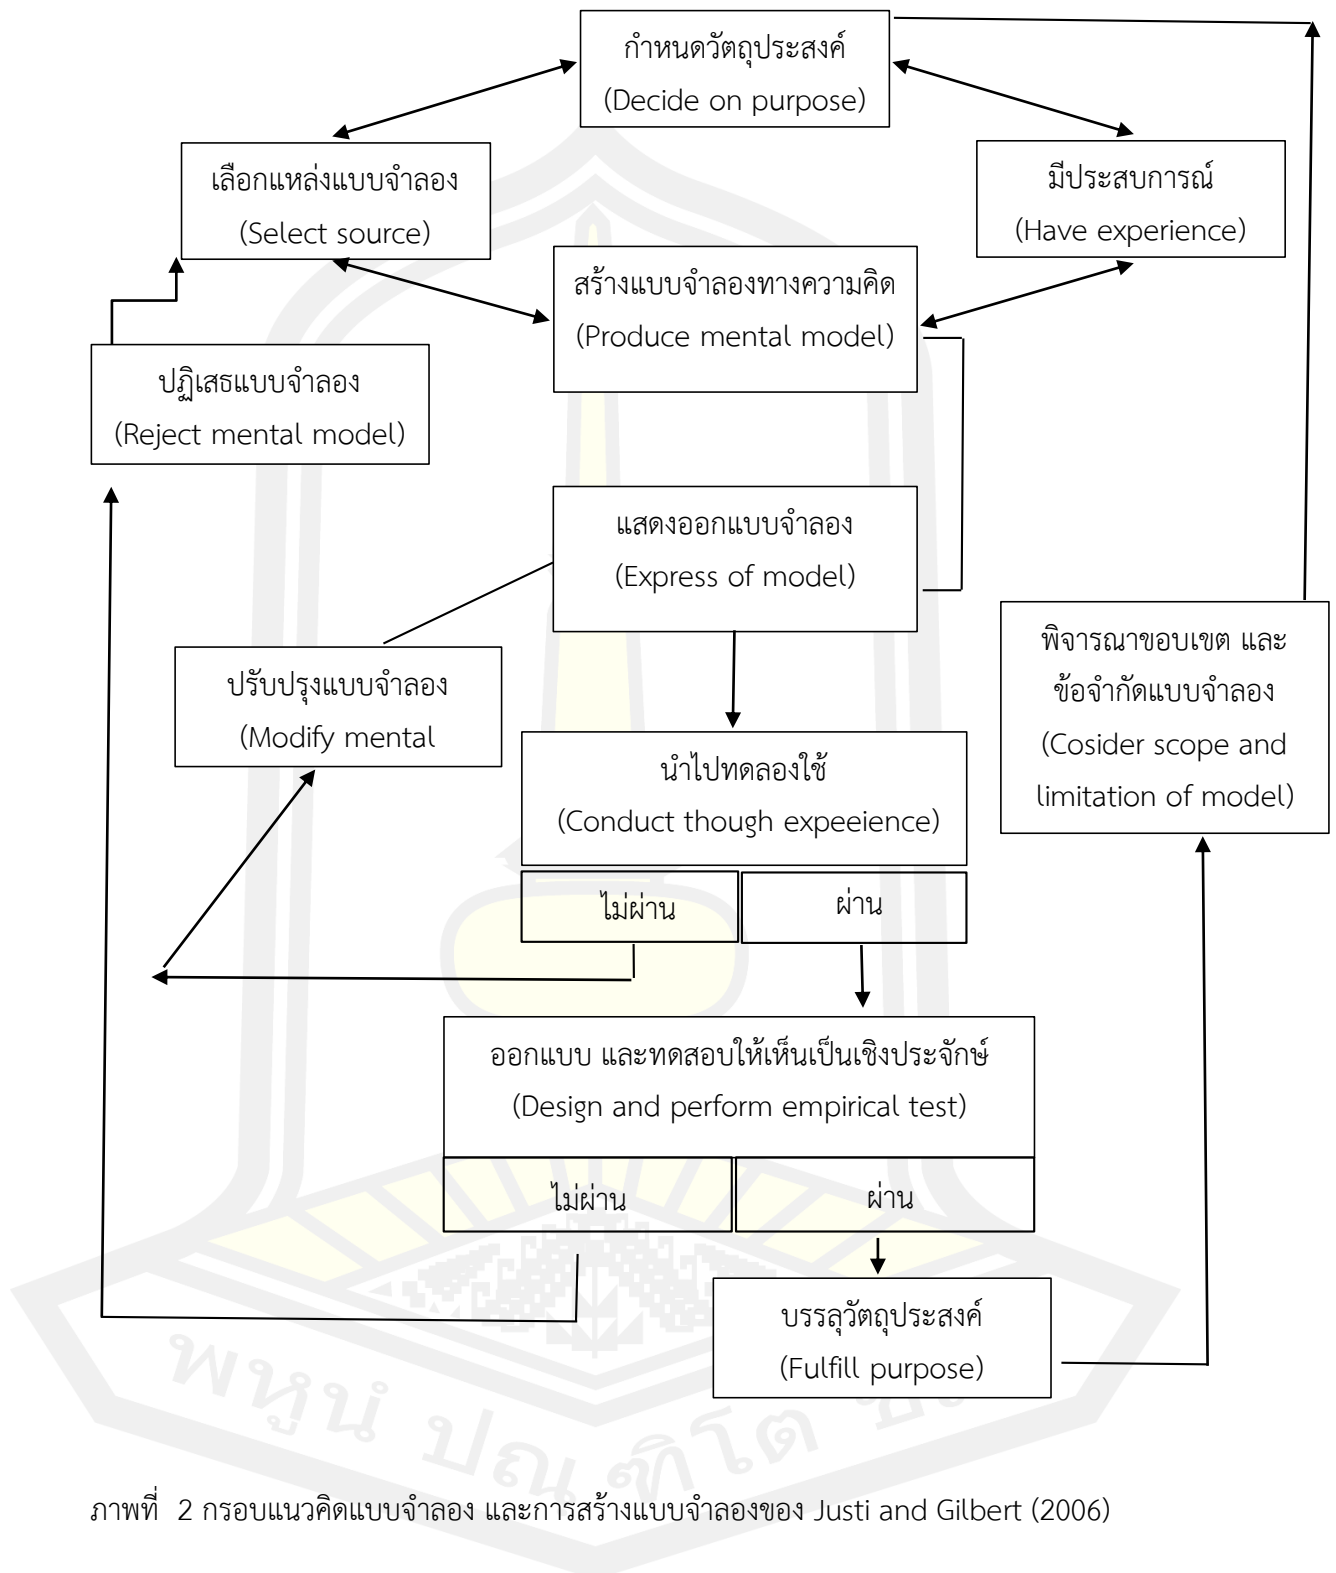 กำหนดวัตถุประสงค์
(Decide on purpose)
เลือกแหล่งแบบจำลอง
(Select source)
มีประสบการณ์
(Have experience)
สร้างแบบจำลองทางความคิด
(Produce mental model)
ปฏิเสธแบบจำลอง
(Reject mental model)
แสดงออกแบบจำลอง
(Express of model)
ปรับปรุงแบบจำลอง
(Modify mental
พิจารณาขอบเขต และ
ข้อจำกัดแบบจำลอง
(Cosider scope and
limitation of model)
นำไปทดลองใช้
(Conduct though expeeience)
ไม่ผ่าน
ผ่าน
ออกแบบ และทดสอบให้เห็นเป็นเชิงประจักษ์
(Design and perform empirical test)
ไม่ผ่าน
ผ่าน
บรรลุวัตถุประสงค์
(Fulfill purpose)
พหูนํ ปณฺฑิโต
ภาพที่ 2 กรอบแนวคิดแบบจำลอง และการสร้างแบบจำลองของ Justi and Gilbert (2006)